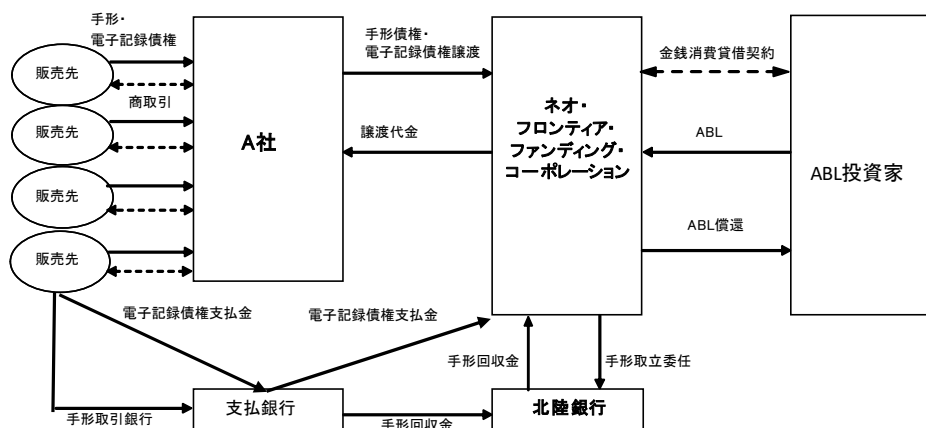 手形・
電子記録債権
販売先
商取引
販売先
販売先
販売先
A社
手形債権・
電子記録債権譲渡
譲渡代金
ネオ・
フロンティア・
ファンディング・
コーポレーション
金銭消費貸借契約
ABL
ABL償還
ABL投資家
電子記録債権支払金
電子記録債権支払金
手形回収金
手形取立委任
手形取引銀行
支払銀行
手形回収金
北陸銀行